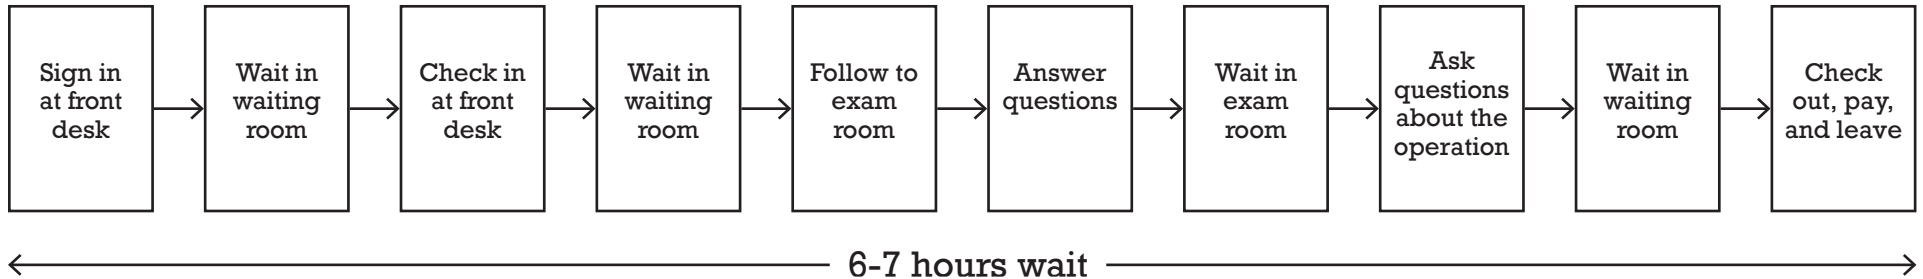 Sign in
at front
desk
Wait in
waiting
room
Check in
at front
desk
Wait in
waiting
room
Follow to
exam
room
Answer
questions
Wait in
exam
room
Ask
questions
about the
operation
Wait in
waiting
room
Check
out, pay,
and leave
6-7 hours wait